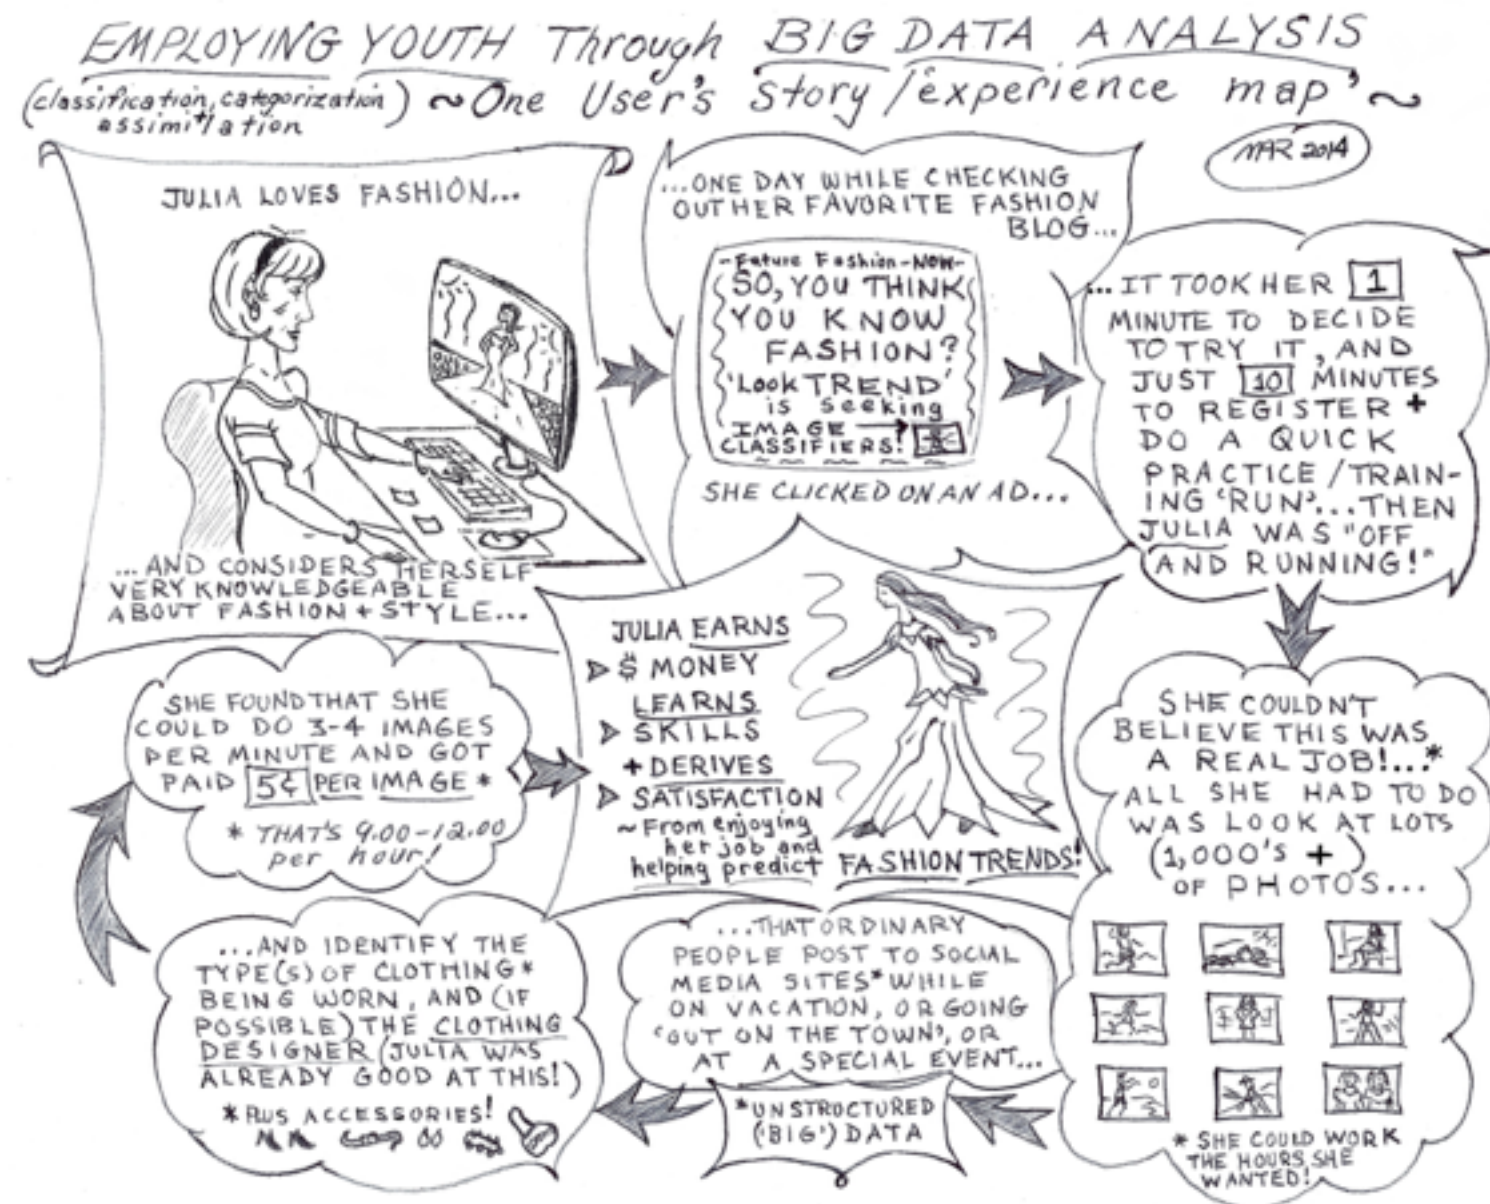 EMPLOYING YOUTH Through BIG DATA ANALYSIS
(classification, categorization) ~ One User's story / 'experience map' ~
assimilation
MAR 2014
JULIA LOVES FASHION...
... AND CONSIDERS HERSELF
VERY KNOWLEDGEABLE
ABOUT FASHION + STYLE...
...ONE DAY WHILE CHECKING
OUT HER FAVORITE FASHION
BLOG...
-Future Fashion-Now-
SO, YOU THINK
YOU KNOW
FASHION?
'Look TREND'
is seeking
IMAGE
CLASSIFIERS!
SHE CLICKED ON AN AD...
... IT TOOK HER 1
MINUTE TO DECIDE
TO TRY IT, AND
JUST 10 MINUTES
TO REGISTER +
DO A QUICK
PRACTICE / TRAIN-
ING 'RUN'... THEN
JULIA WAS "OFF
AND RUNNING!"
SHE COULDN'T
BELIEVE THIS WAS
A REAL JOB!...*
ALL SHE HAD TO DO
WAS LOOK AT LOTS
(1,000'S +)
OF PHOTOS...
* SHE COULD WORK
THE HOURS SHE
WANTED!
...THAT ORDINARY
PEOPLE POST TO SOCIAL
MEDIA SITES* WHILE
ON VACATION, OR GOING
'OUT ON THE TOWN', OR
AT A SPECIAL EVENT...
*UNSTRUCTURED
('BIG') DATA
...AND IDENTIFY THE
TYPE(S) OF CLOTHING*
BEING WORN, AND (IF
POSSIBLE) THE CLOTHING
DESIGNER (JULIA WAS
ALREADY GOOD AT THIS!)
* PLUS ACCESSORIES!
SHE FOUND THAT SHE
COULD DO 3-4 IMAGES
PER MINUTE AND GOT
PAID 5¢ PER IMAGE *
* THAT'S 9.00-12.00
per hour!
JULIA EARNS
$ MONEY
LEARNS
SKILLS
+ DERIVES
SATISFACTION
~ From enjoying
her job and
helping predict FASHION TRENDS!